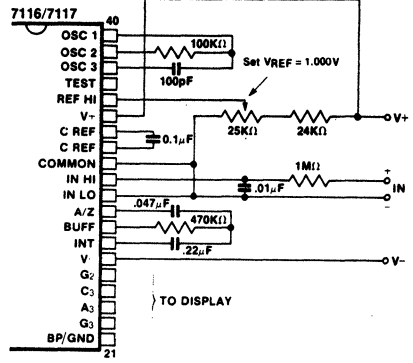 7116/7117
40
OSC 1
OSC 2
100KΩ
OSC 3
100pF
Set VREF = 1.000V
TEST
REF HI
V+
25KΩ
24KΩ
V+
C REF
0.1µF
C REF
COMMON
1MΩ
IN HI
+
.01µF
IN
IN LO
-
A/Z
.047µF
BUFF
470KΩ
INT
.22µF
V-
V-
G2
C3
TO DISPLAY
A3
G3
BP/GND
21